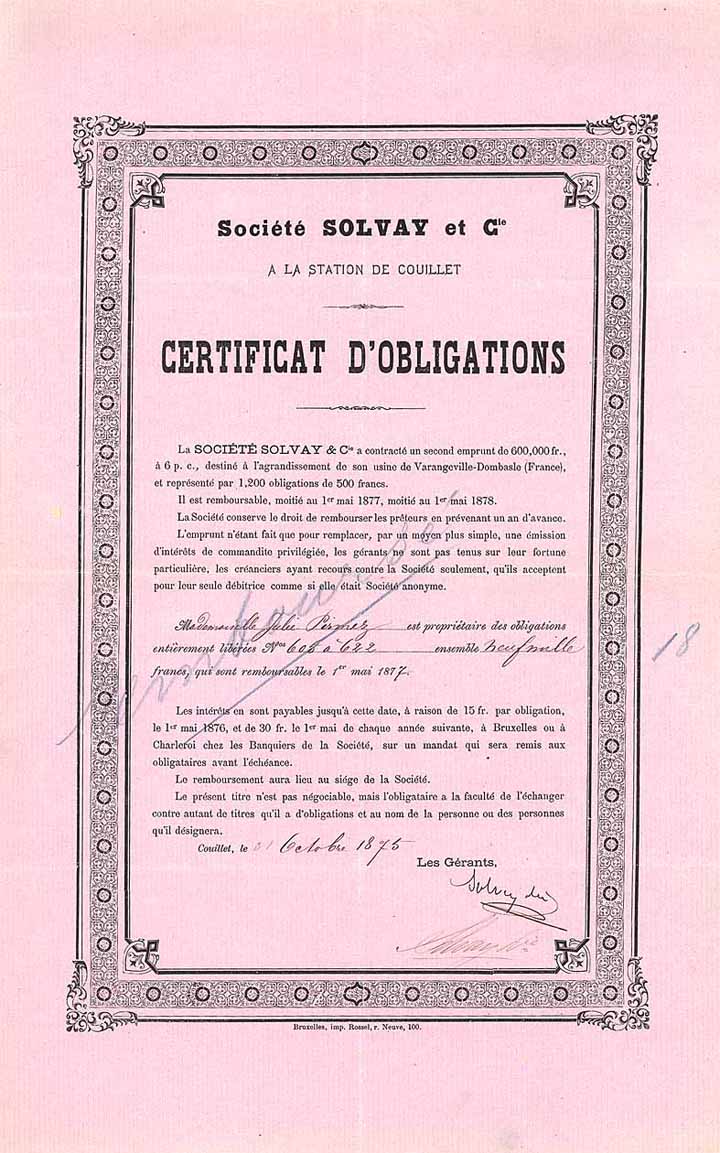 Société SOLVAY et Cie
A LA STATION DE COUILLET
CERTIFICAT D'OBLIGATIONS
La SOCIÉTÉ SOLVAY & Cie a contracté un second emprunt de 600,000 fr.,
à 6 p. c., destiné à l'agrandissement de son usine de Varangeville-Dombasle (France),
et représenté par 1,200 obligations de 500 francs.
Il est remboursable, moitié au 1er mai 1877, moitié au 1er mai 1878.
La Société conserve le droit de rembourser les prêteurs en prévenant un an d'avance.
L'emprunt n'étant fait que pour remplacer, par un moyen plus simple, une émission
d'intérêts de commandite privilégiée, les gérants ne sont pas tenus sur leur fortune
particulière, les créanciers ayant recours contre la Société seulement, qu'ils acceptent
pour leur seule débitrice comme si elle était Société anonyme.
remboursé
Mademoiselle Julie Pirmez est propriétaire des obligations
entièrement libérées Nos 605 à 622 ensemble neuf mille
francs, qui sont remboursables le 1er mai 1877.
18
Les intérêts en sont payables jusqu'à cette date, à raison de 15 fr. par obligation,
le 1er mai 1876, et de 30 fr. le 1er mai de chaque année suivante, à Bruxelles ou à
Charleroi chez les Banquiers de la Société, sur un mandat qui sera remis aux
obligataires avant l'échéance.
Le remboursement aura lieu au siége de la Société.
Le présent titre n'est pas négociable, mais l'obligataire a la faculté de l'échanger
contre autant de titres qu'il a d'obligations et au nom de la personne ou des personnes
qu'il désignera.
Couillet, le 21 Octobre 1875
Les Gérants,
Solvay &cie
Bruxelles, imp. Rossel, r. Neuve, 100.